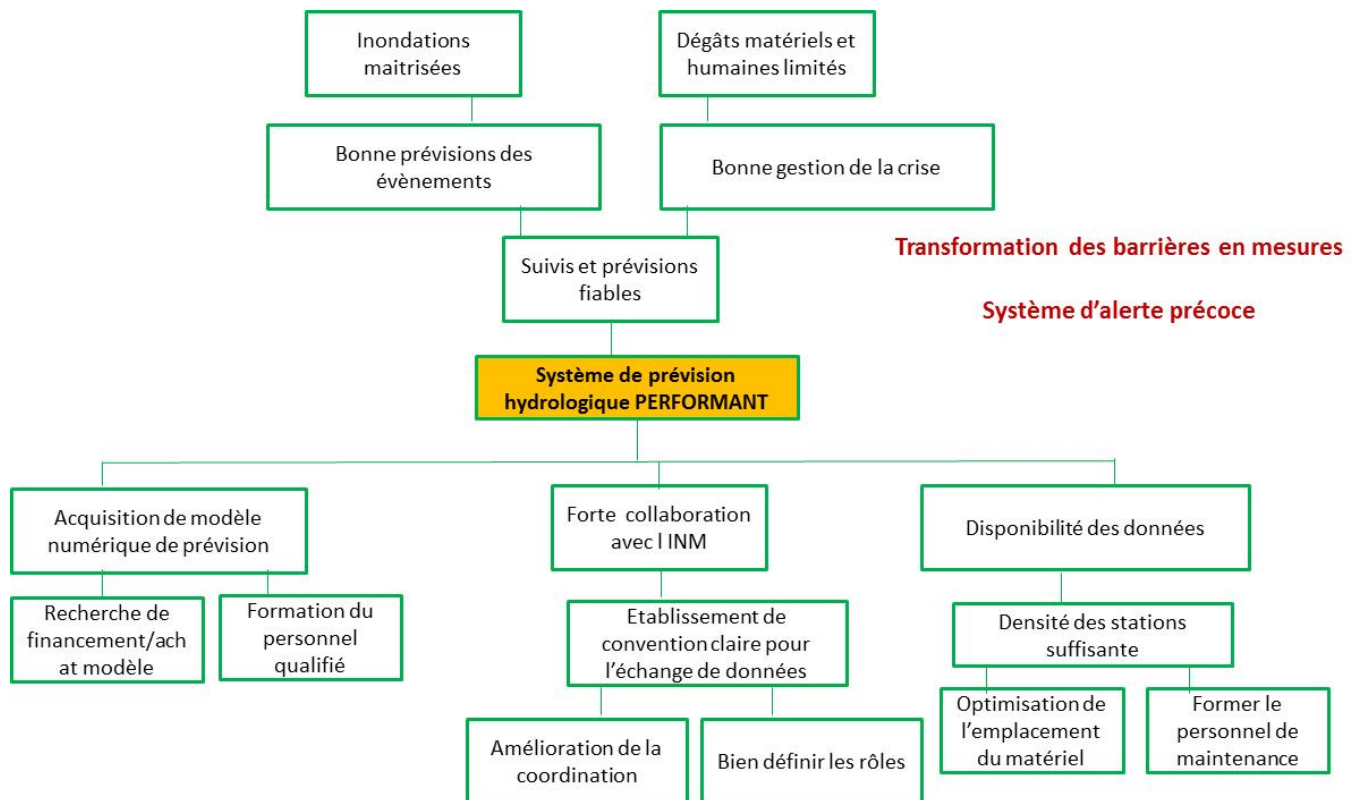 Inondations
maitrisées
Dégâts matériels et
humaines limités
Bonne prévisions des
évènements
Bonne gestion de la crise
Suivis et prévisions
fiables
Transformation des barrières en mesures
Système d'alerte précoce
Système de prévision
hydrologique PERFORMANT
Acquisition de modèle
numérique de prévision
Forte collaboration
avec l INM
Disponibilité des données
Recherche de
financement/ach
at modèle
Formation du
personnel
qualifié
Etablissement de
convention claire pour
l'échange de données
Densité des stations
suffisante
Amélioration de la
coordination
Bien définir les rôles
Optimisation de
l'emplacement
du matériel
Former le
personnel de
maintenance